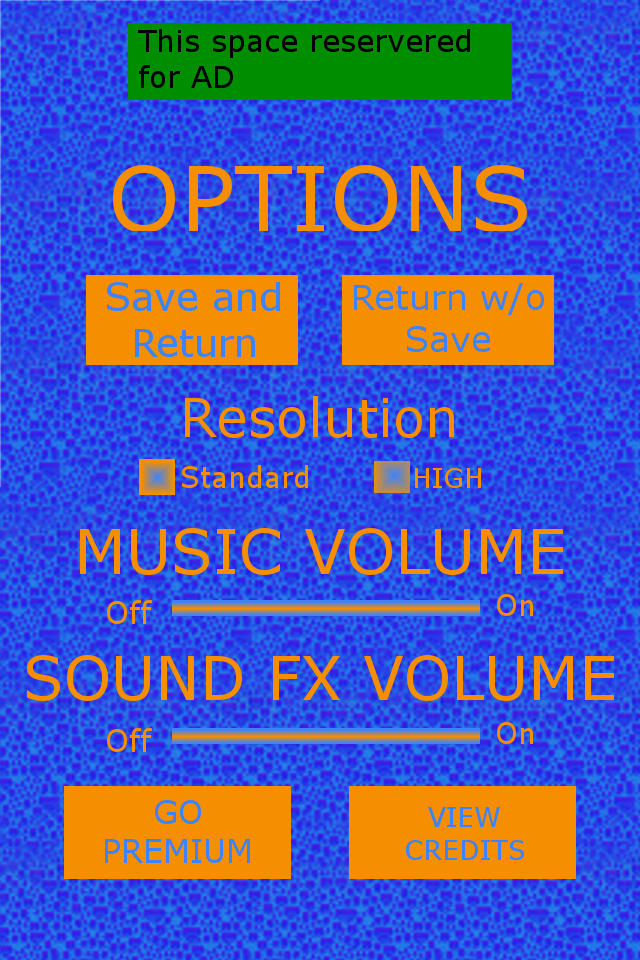 This space reservered
for AD
OPTIONS
Save and
Return
Return w/o
Save
Resolution
Standard
HIGH
MUSIC VOLUME
Off
On
SOUND FX VOLUME
Off
On
GO
PREMIUM
VIEW
CREDITS